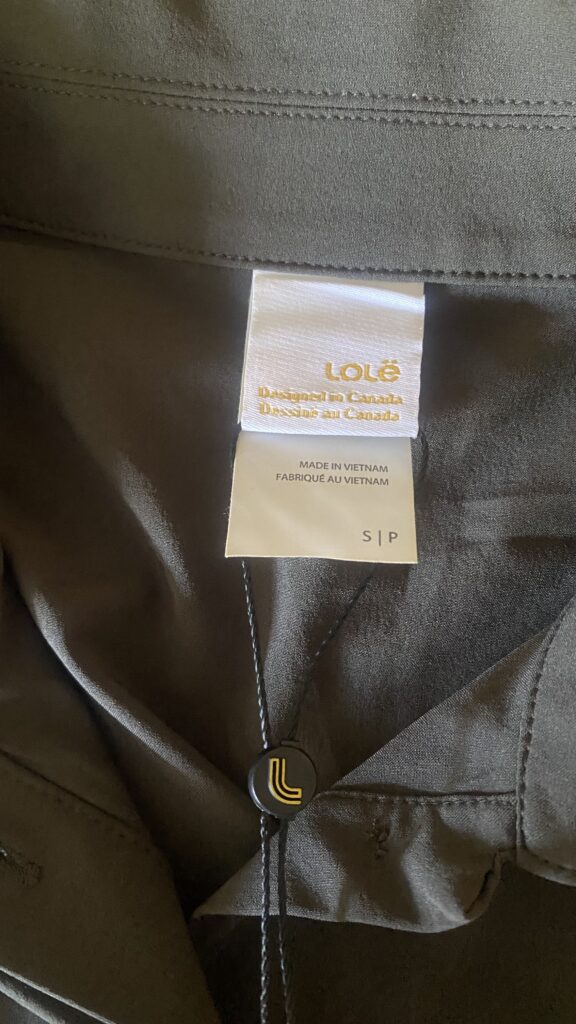 Lolë
Designed in Canada
Dessiné au Canada
MADE IN VIETNAM
FABRIQUÉ AU VIETNAM
S | P
L